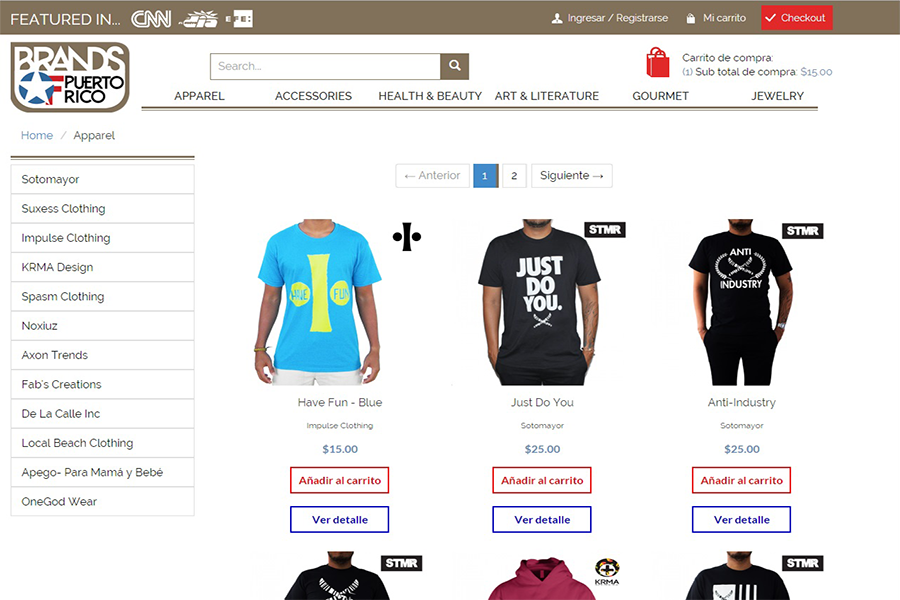 FEATURED IN... CNN EFE: Ingresar / Registrarse Mi carrito Checkout
BRANDS
PUERTO
RICO
Search...
Carrito de compra:
(1) Sub total de compra: $15.00
APPAREL ACCESSORIES HEALTH & BEAUTY ART & LITERATURE GOURMET JEWELRY
Home / Apparel
Sotomayor
Suxess Clothing
Impulse Clothing
KRMA Design
Spasm Clothing
Noxiuz
Axon Trends
Fab's Creations
De La Calle Inc
Local Beach Clothing
Apego- Para Mamá y Bebé
OneGod Wear
← Anterior 1 2 Siguiente →
HAVE FUN
STMR
JUST
DO
YOU.
STMR
ANTI
INDUSTRY
Have Fun - Blue Just Do You Anti-Industry
Impulse Clothing Sotomayor Sotomayor
$15.00 $25.00 $25.00
Añadir al carrito Añadir al carrito Añadir al carrito
Ver detalle Ver detalle Ver detalle
STMR KRMA STMR